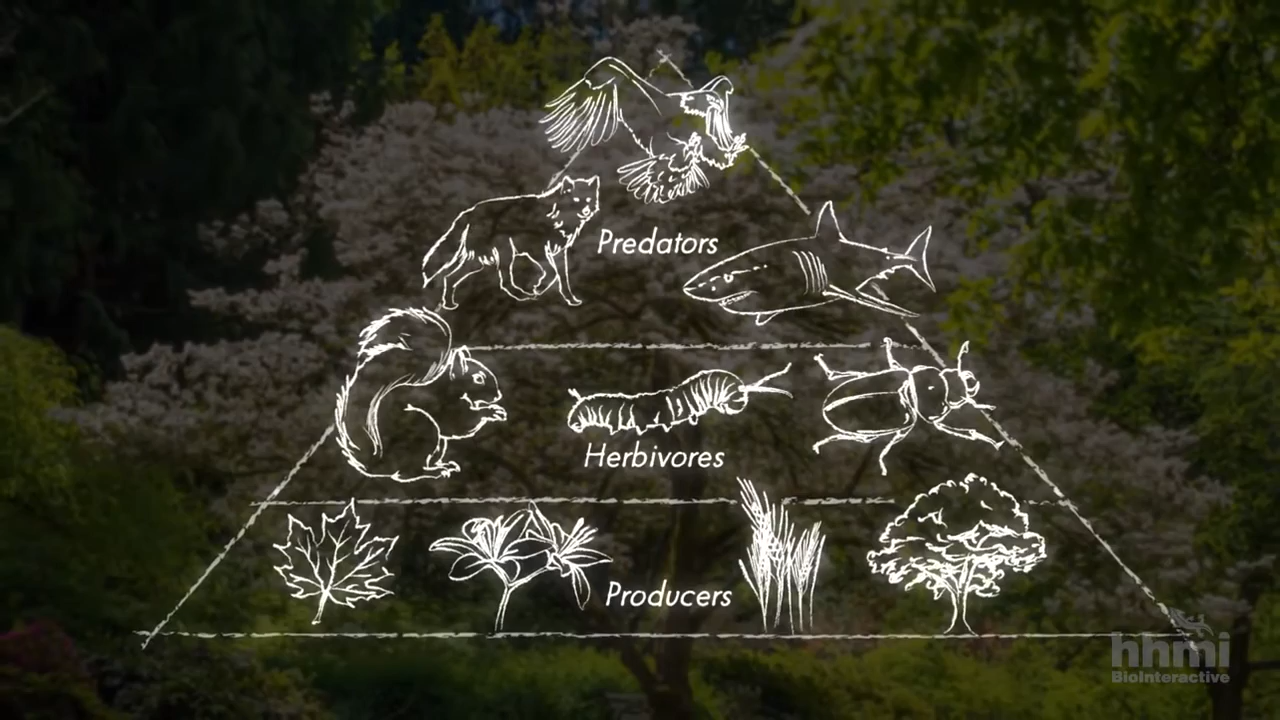 Predators
Herbivores
Producers
hhmi
BioInteractive